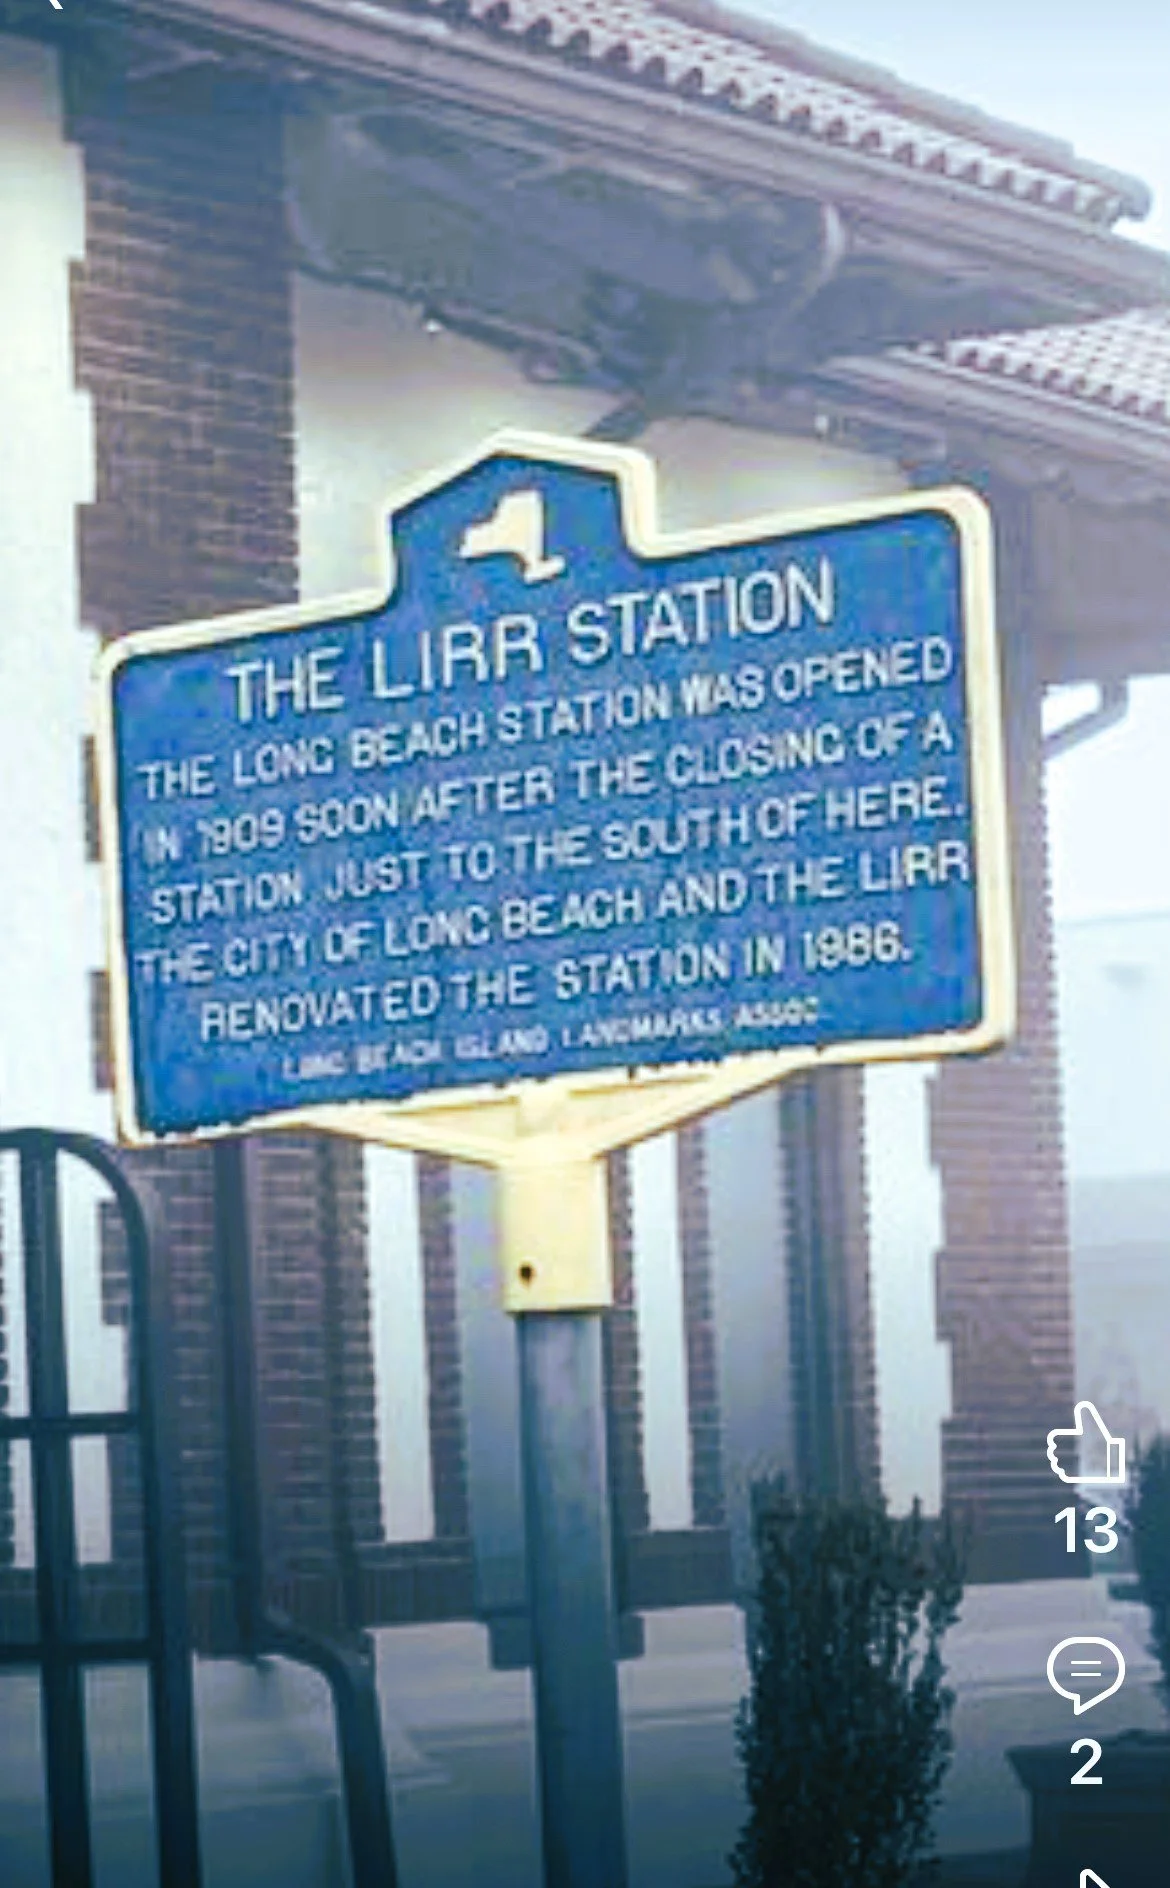 THE LIRR STATION
THE LONG BEACH STATION WAS OPENED
IN 1909 SOON AFTER THE CLOSING OF A
STATION JUST TO THE SOUTH OF HERE.
THE CITY OF LONG BEACH AND THE LIRR
RENOVATED THE STATION IN 1986.
LONG BEACH ISLAND LANDMARKS ASSOC.
13
2